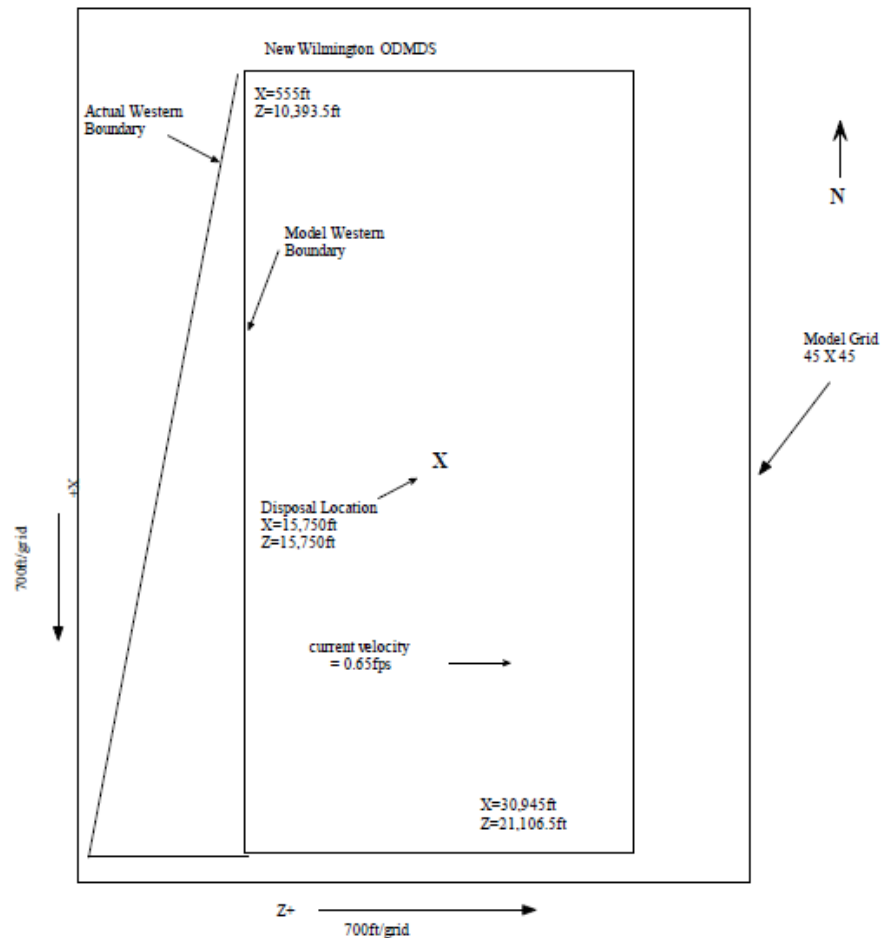 New Wilmington ODMDS
X=555ft
Z=10,393.5ft
Actual Western
Boundary
N
Model Western
Boundary
Model Grid
45 X 45
X
+X
Disposal Location
X=15,750ft
Z=15,750ft
700ft/grid
current velocity
= 0.65fps
X=30,945ft
Z=21,106.5ft
Z+
700ft/grid